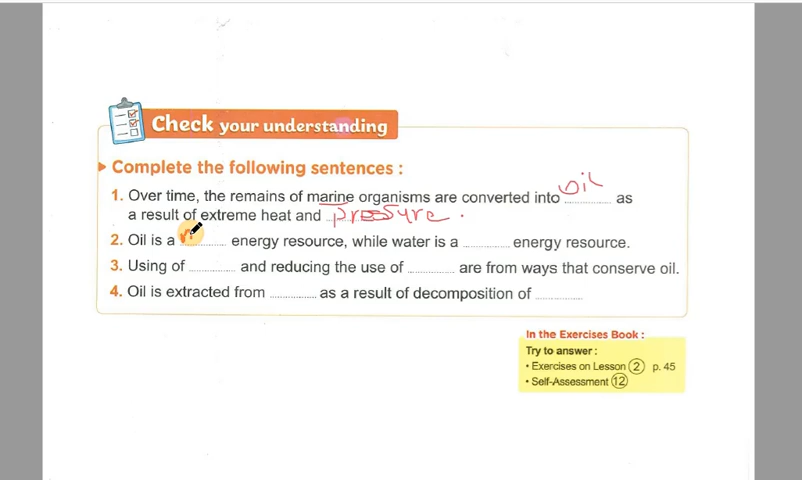 Check your understanding
Complete the following sentences :
1. Over time, the remains of marine organisms are converted into oil as
a result of extreme heat and pressure.
2. Oil is a ............ energy resource, while water is a ............ energy resource.
3. Using of ............ and reducing the use of ............ are from ways that conserve oil.
4. Oil is extracted from ............ as a result of decomposition of ............
In the Exercises Book :
Try to answer :
• Exercises on Lesson 2 p. 45
• Self-Assessment 12